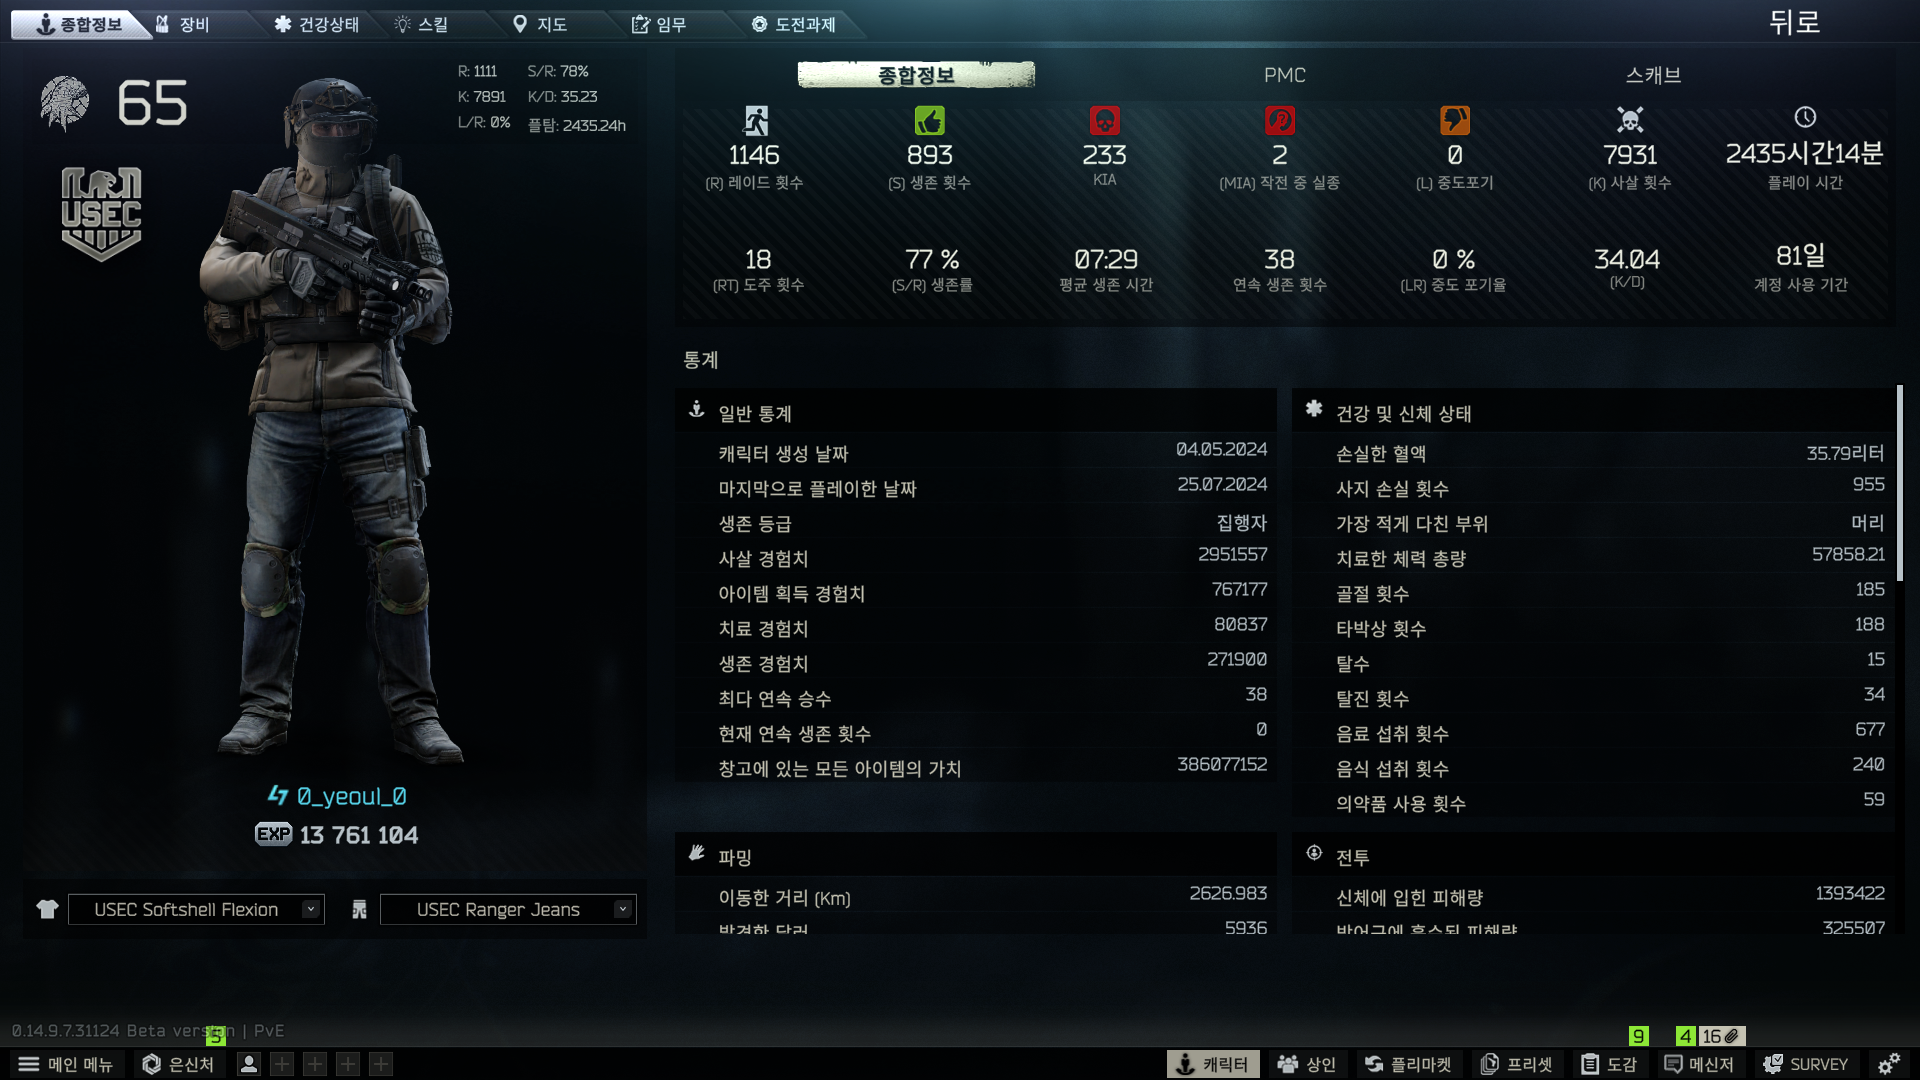 종합정보 장비 건강상태 스킬 지도 임무 도전과제 뒤로
65
R: 1111 S/R: 78%
K: 7891 K/D: 35.23
L/R: 0% 플탐: 2435.24h
USEC
종합정보 PMC 스캐브
1146 893 233 2 0 7931 2435시간14분
(R) 레이드 횟수 (S) 생존 횟수 KIA (MIA) 작전 중 실종 (L) 중도포기 (K) 사살 횟수 플레이 시간
18 77 % 07:29 38 0 % 34.04 81일
(RT) 도주 횟수 (S/R) 생존률 평균 생존 시간 연속 생존 횟수 (LR) 중도 포기율 (K/D) 계정 사용 기간
통계
일반 통계
캐릭터 생성 날짜 04.05.2024
마지막으로 플레이한 날짜 25.07.2024
생존 등급 집행자
사살 경험치 2951557
아이템 획득 경험치 767177
치료 경험치 80837
생존 경험치 271900
최다 연속 승수 38
현재 연속 생존 횟수 0
창고에 있는 모든 아이템의 가치 386077152
건강 및 신체 상태
손실한 혈액 35.79리터
사지 손실 횟수 955
가장 적게 다친 부위 머리
치료한 체력 총량 57858.21
골절 횟수 185
타박상 횟수 188
탈수 15
탈진 횟수 34
음료 섭취 횟수 677
음식 섭취 횟수 240
의약품 사용 횟수 59
파밍
이동한 거리 (Km) 2626.983
발견한 달러 5936
전투
신체에 입힌 피해량 1393422
방어구에 흡수된 피해량 325507
0_yeoul_0
EXP 13 761 104
USEC Softshell Flexion USEC Ranger Jeans
0.14.9.7.31124 Beta version | PvE
5 9 4 16
메인 메뉴 은신처 캐릭터 상인 플리마켓 프리셋 도감 메신저 SURVEY